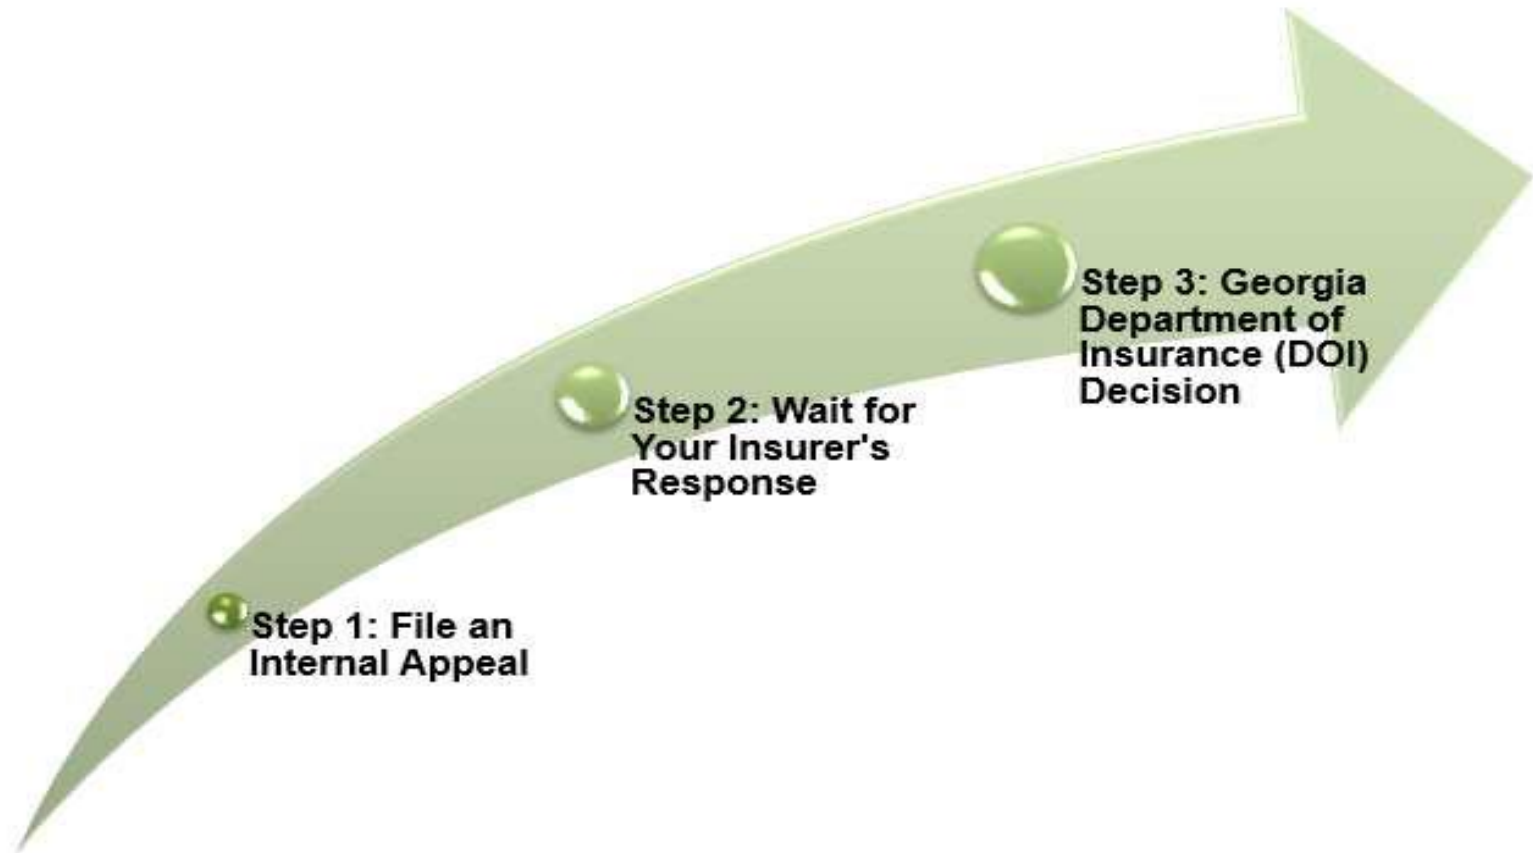 Step 1: File an
Internal Appeal
Step 2: Wait for
Your Insurer's
Response
Step 3: Georgia
Department of
Insurance (DOI)
Decision